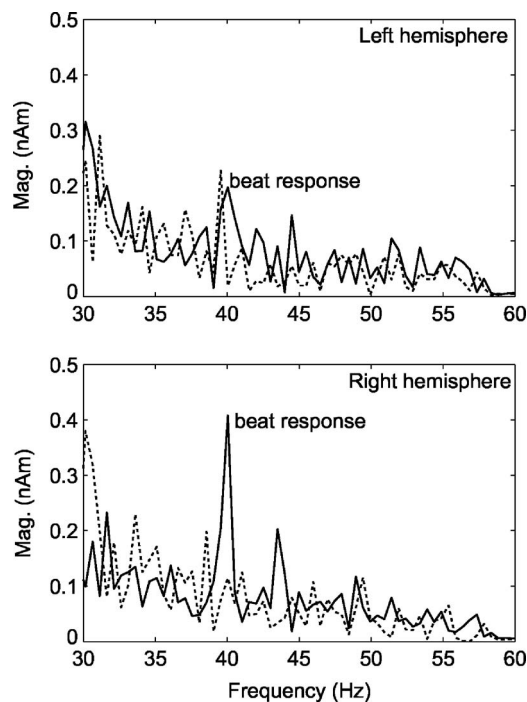 0.5
Left hemisphere
0.4
0.3
Mag. (nAm)
0.2
beat response
0.1
0
30 35 40 45 50 55 60
0.5
Right hemisphere
0.4
beat response
0.3
Mag. (nAm)
0.2
0.1
0
30 35 40 45 50 55 60
Frequency (Hz)